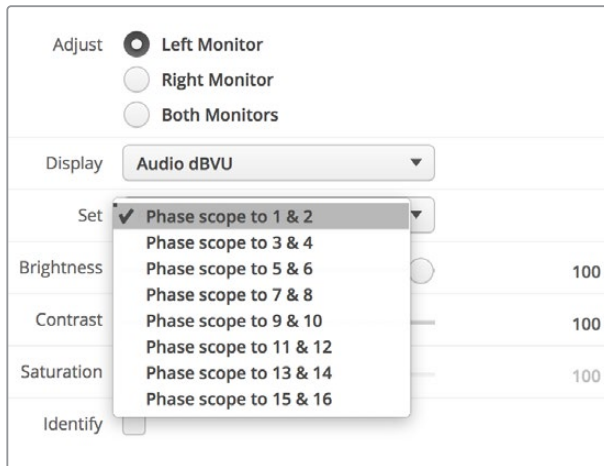 Adjust Left Monitor
Right Monitor
Both Monitors
Display Audio dBVU
Set ✔ Phase scope to 1 & 2
Phase scope to 3 & 4
Brightness Phase scope to 5 & 6 100
Phase scope to 7 & 8
Contrast Phase scope to 9 & 10 100
Phase scope to 11 & 12
Saturation Phase scope to 13 & 14 100
Phase scope to 15 & 16
Identify